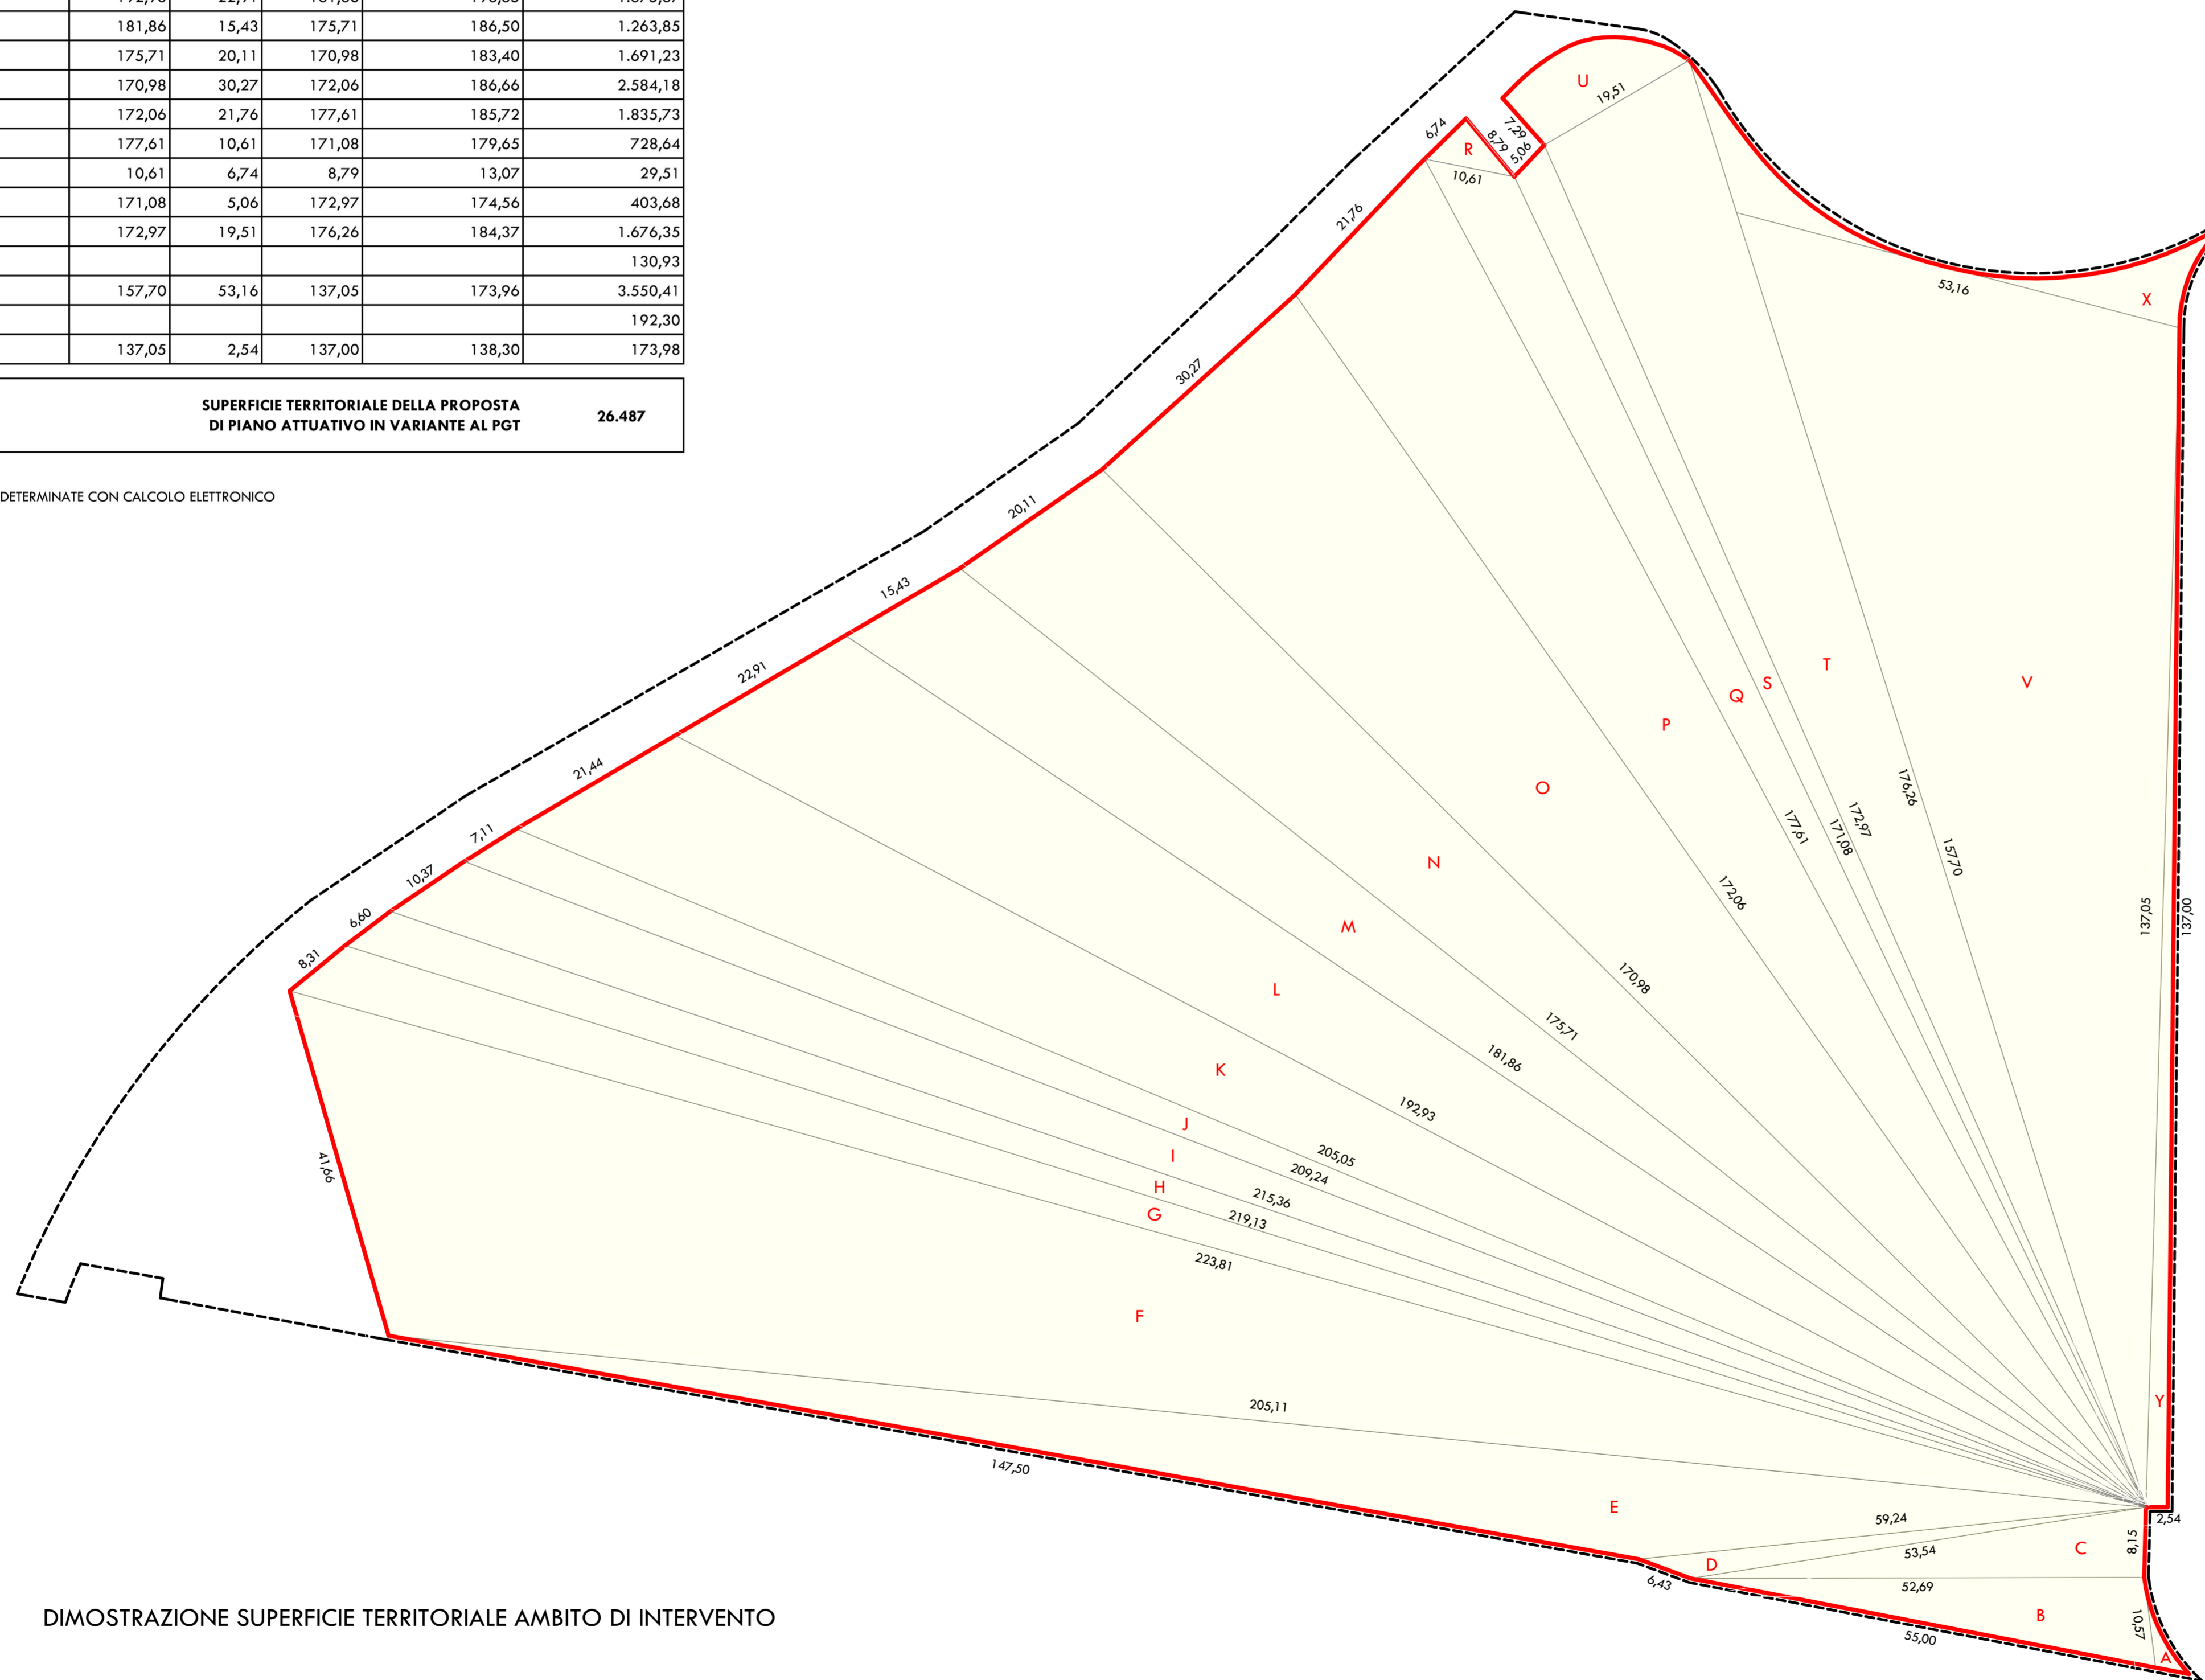 181,86 15,43 175,71 186,50 1.263,85
175,71 20,11 170,98 183,40 1.691,23
170,98 30,27 172,06 186,66 2.584,18
172,06 21,76 177,61 185,72 1.835,73
177,61 10,61 171,08 179,65 728,64
10,61 6,74 8,79 13,07 29,51
171,08 5,06 172,97 174,56 403,68
172,97 19,51 176,26 184,37 1.676,35
130,93
157,70 53,16 137,05 173,96 3.550,41
192,30
137,05 2,54 137,00 138,30 173,98
SUPERFICIE TERRITORIALE DELLA PROPOSTA
DI PIANO ATTUATIVO IN VARIANTE AL PGT
26.487
DETERMINATE CON CALCOLO ELETTRONICO
U
19,51
7,29
6,74
8,79
5,06
R
10,61
21,76
53,16
X
30,27
20,11
15,43
22,91
21,44
7,11
10,37
6,60
8,31
41,66
T
V
S
Q
P
O
N
M
L
K
J
I
H
G
F
176,26
172,97
171,08
177,61
157,70
172,06
137,05
137,00
170,98
175,71
181,86
192,93
205,05
209,24
215,36
219,13
223,81
205,11
147,50
Y
E
59,24
2,54
53,54
8,15
C
D
6,43
52,69
B
10,57
55,00
A
DIMOSTRAZIONE SUPERFICIE TERRITORIALE AMBITO DI INTERVENTO